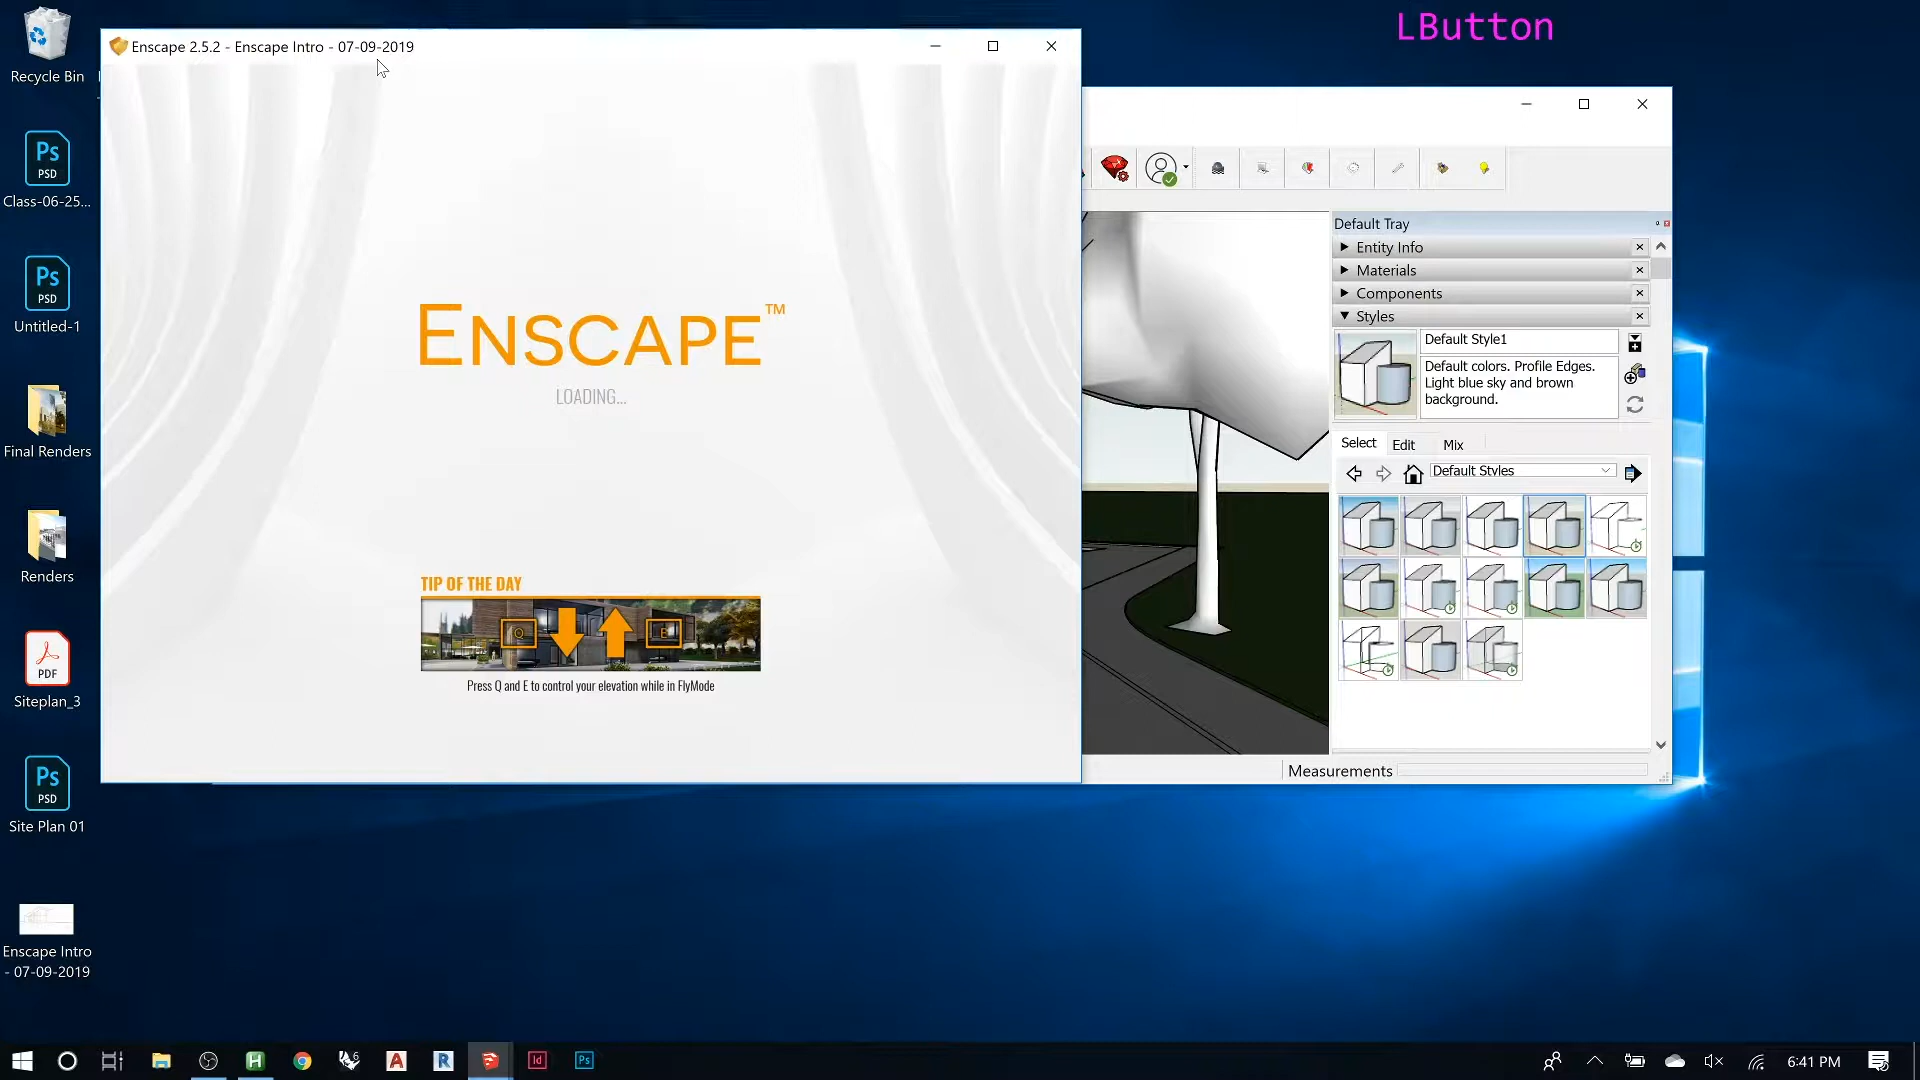 LButton
Recycle Bin
Ps
PSD
Class-06-25...
Ps
PSD
Untitled-1
Final Renders
Renders
PDF
Siteplan_3
Ps
PSD
Site Plan 01
Enscape Intro
- 07-09-2019
Enscape 2.5.2 - Enscape Intro - 07-09-2019
ENSCAPE™
LOADING...
TIP OF THE DAY
Q
E
Press Q and E to control your elevation while in FlyMode
Default Tray
Entity Info
Materials
Components
Styles
Default Style1
Default colors. Profile Edges.
Light blue sky and brown
background.
Select
Edit
Mix
Default Styles
Measurements
H
6
A
R
Id
Ps
6:41 PM